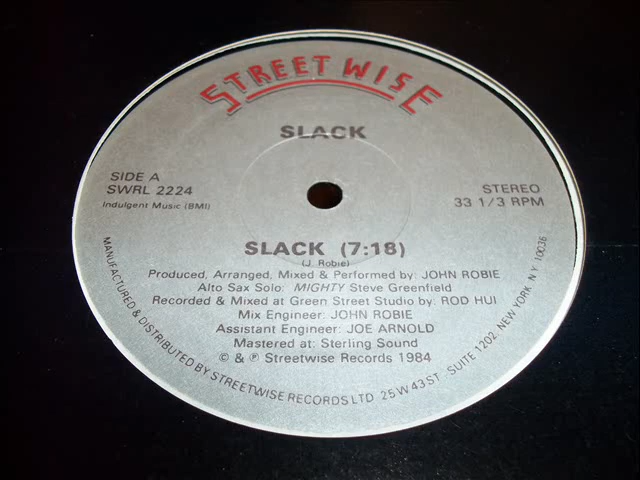 STREETWISE
SLACK
SIDE A
SWRL 2224
Indulgent Music (BMI)
STEREO
33 1/3 RPM
SLACK (7:18)
(J. Robie)
Produced, Arranged, Mixed & Performed by: JOHN ROBIE
Alto Sax Solo: MIGHTY Steve Greenfield
Recorded & Mixed at Green Street Studio by: ROD HUI
Mix Engineer: JOHN ROBIE
Assistant Engineer: JOE ARNOLD
Mastered at: Sterling Sound
© & ℗ Streetwise Records 1984
MANUFACTURED & DISTRIBUTED BY STREETWISE RECORDS LTD. 25 W 43 ST · SUITE 1202, NEW YORK, NY 10036